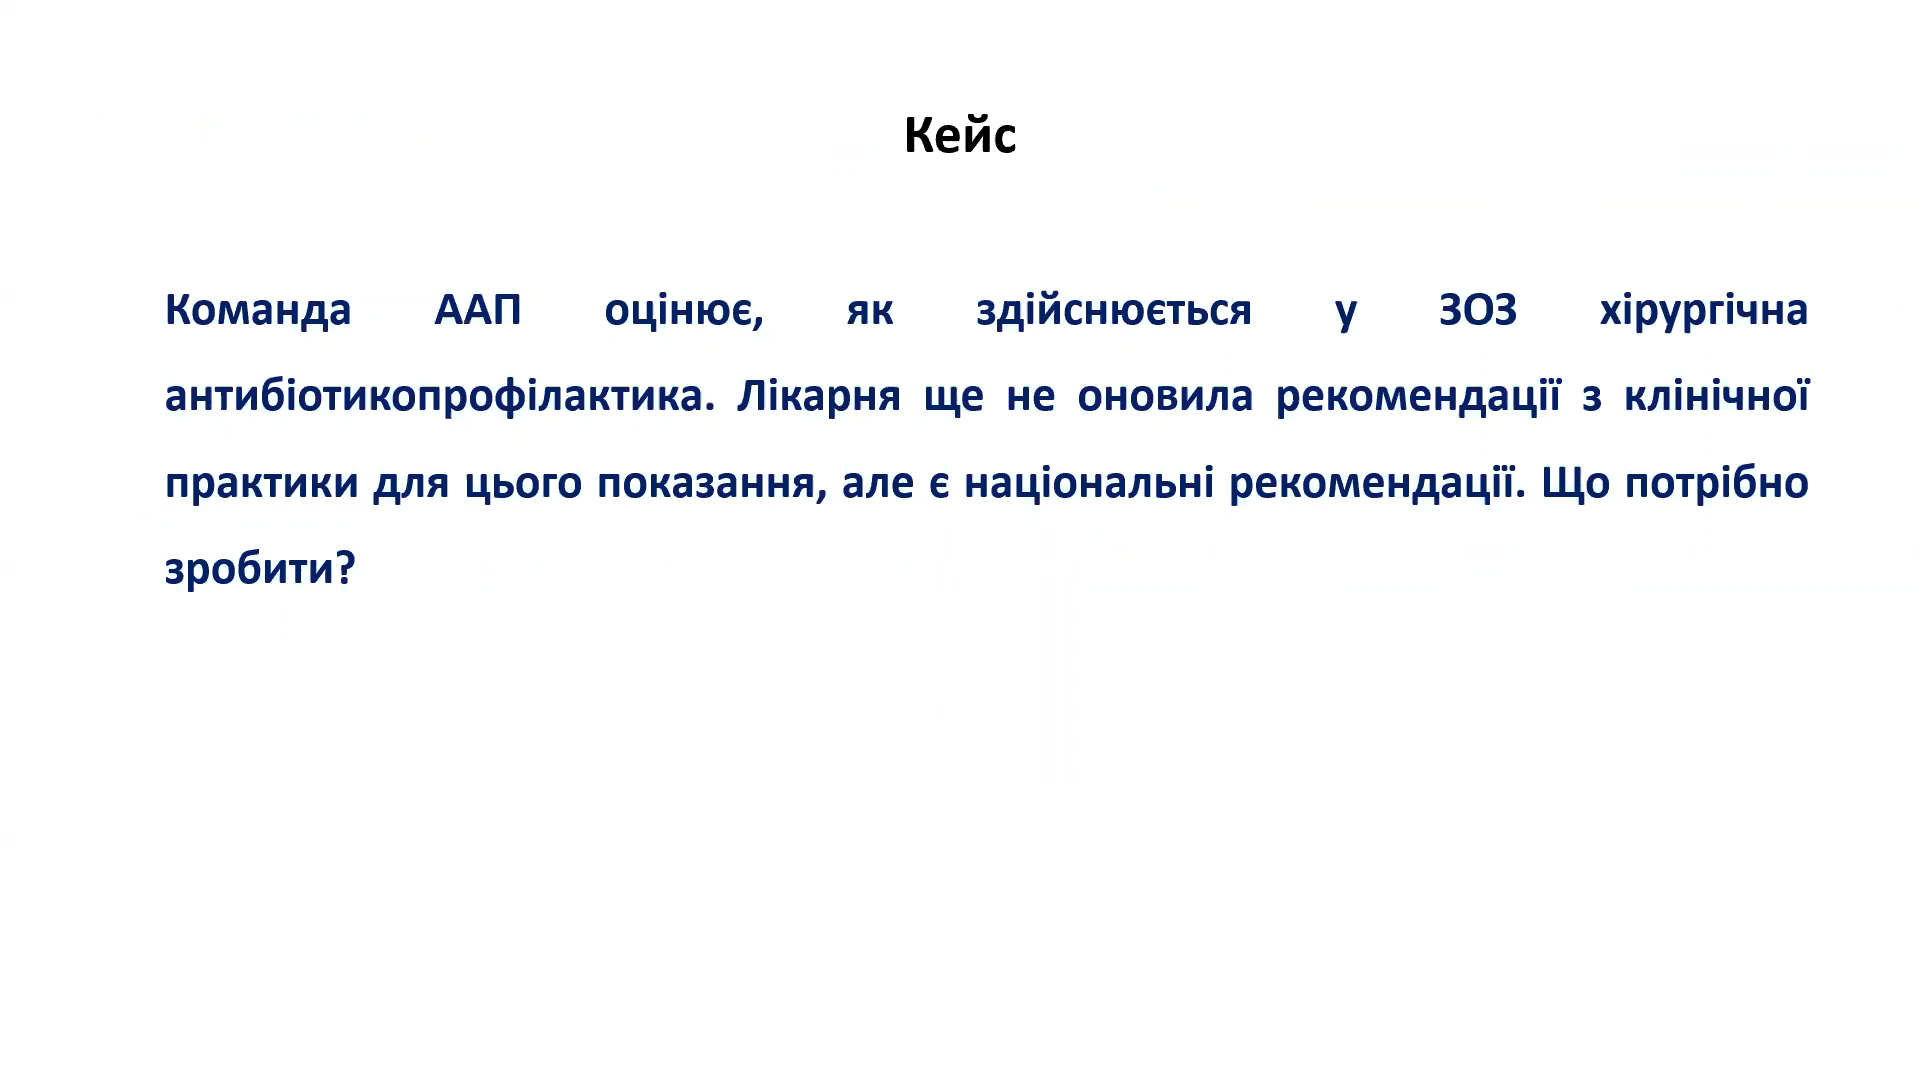 Кейс
Команда ААП оцінює, як здійснюється у ЗОЗ хірургічна
антибіотикопрофілактика. Лікарня ще не оновила рекомендації з клінічної
практики для цього показання, але є національні рекомендації. Що потрібно
зробити?